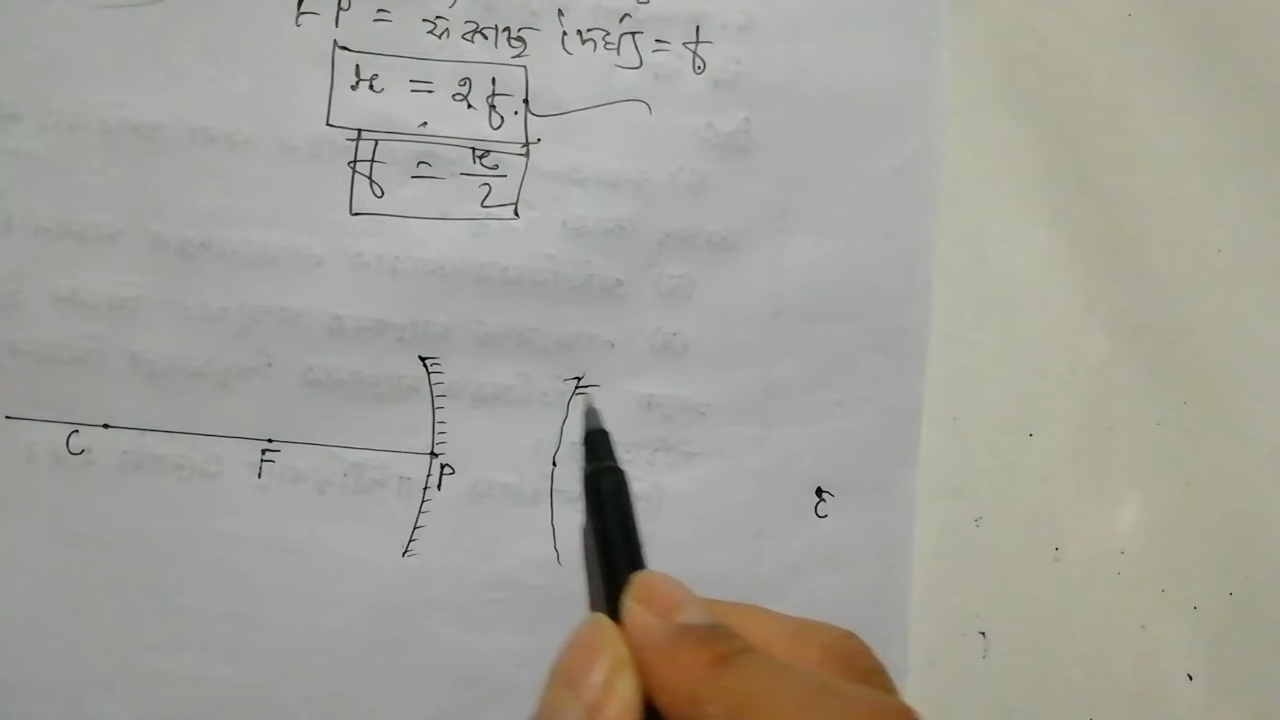 FP = ফোকাস দৈর্ঘ্য = f
r = 2f.
f = r/2
C F P
ε